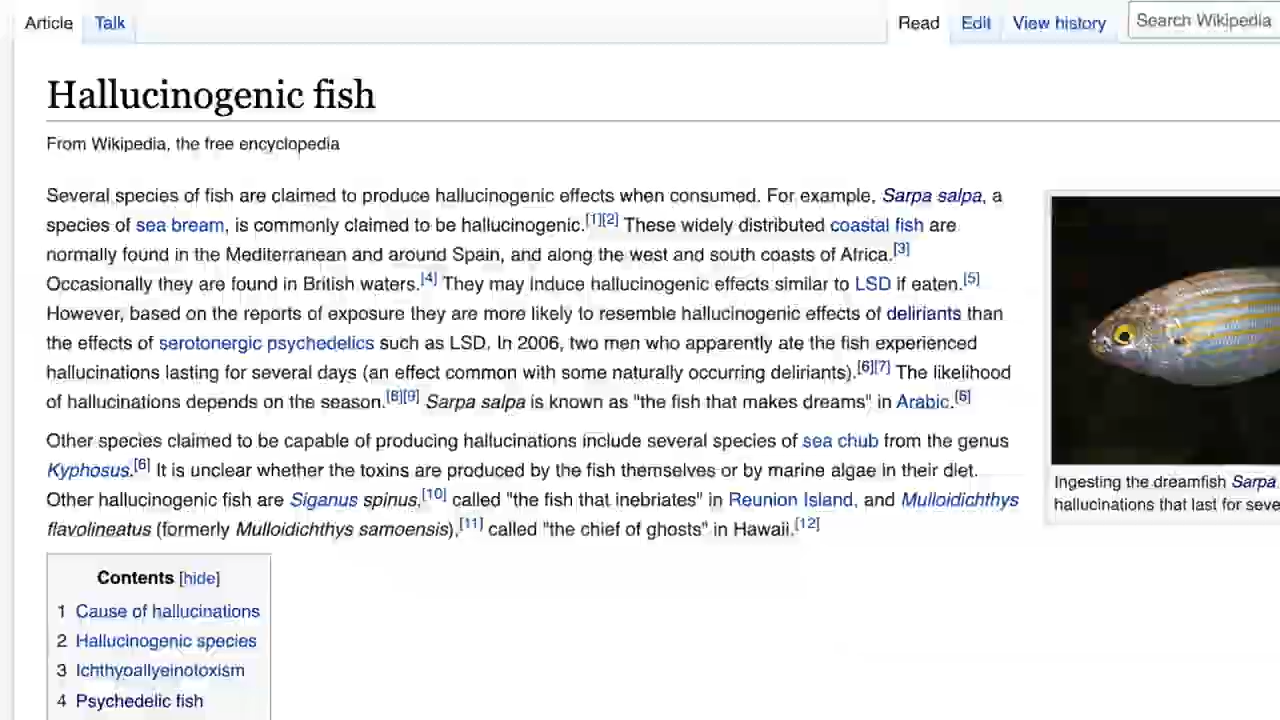 Article Talk Read Edit View history Search Wikipedia
Hallucinogenic fish
From Wikipedia, the free encyclopedia
Several species of fish are claimed to produce hallucinogenic effects when consumed. For example, Sarpa salpa, a
species of sea bream, is commonly claimed to be hallucinogenic.[1][2] These widely distributed coastal fish are
normally found in the Mediterranean and around Spain, and along the west and south coasts of Africa.[3]
Occasionally they are found in British waters.[4] They may induce hallucinogenic effects similar to LSD if eaten.[5]
However, based on the reports of exposure they are more likely to resemble hallucinogenic effects of deliriants than
the effects of serotonergic psychedelics such as LSD. In 2006, two men who apparently ate the fish experienced
hallucinations lasting for several days (an effect common with some naturally occurring deliriants).[6][7] The likelihood
of hallucinations depends on the season.[8][9] Sarpa salpa is known as "the fish that makes dreams" in Arabic.[6]
Other species claimed to be capable of producing hallucinations include several species of sea chub from the genus
Kyphosus.[6] It is unclear whether the toxins are produced by the fish themselves or by marine algae in their diet.
Other hallucinogenic fish are Siganus spinus,[10] called "the fish that inebriates" in Reunion Island, and Mulloidichthys
flavolineatus (formerly Mulloidichthys samoensis),[11] called "the chief of ghosts" in Hawaii.[12]
Ingesting the dreamfish Sarpa
hallucinations that last for seve
Contents [hide]
1 Cause of hallucinations
2 Hallucinogenic species
3 Ichthyoallyeinotoxism
4 Psychedelic fish